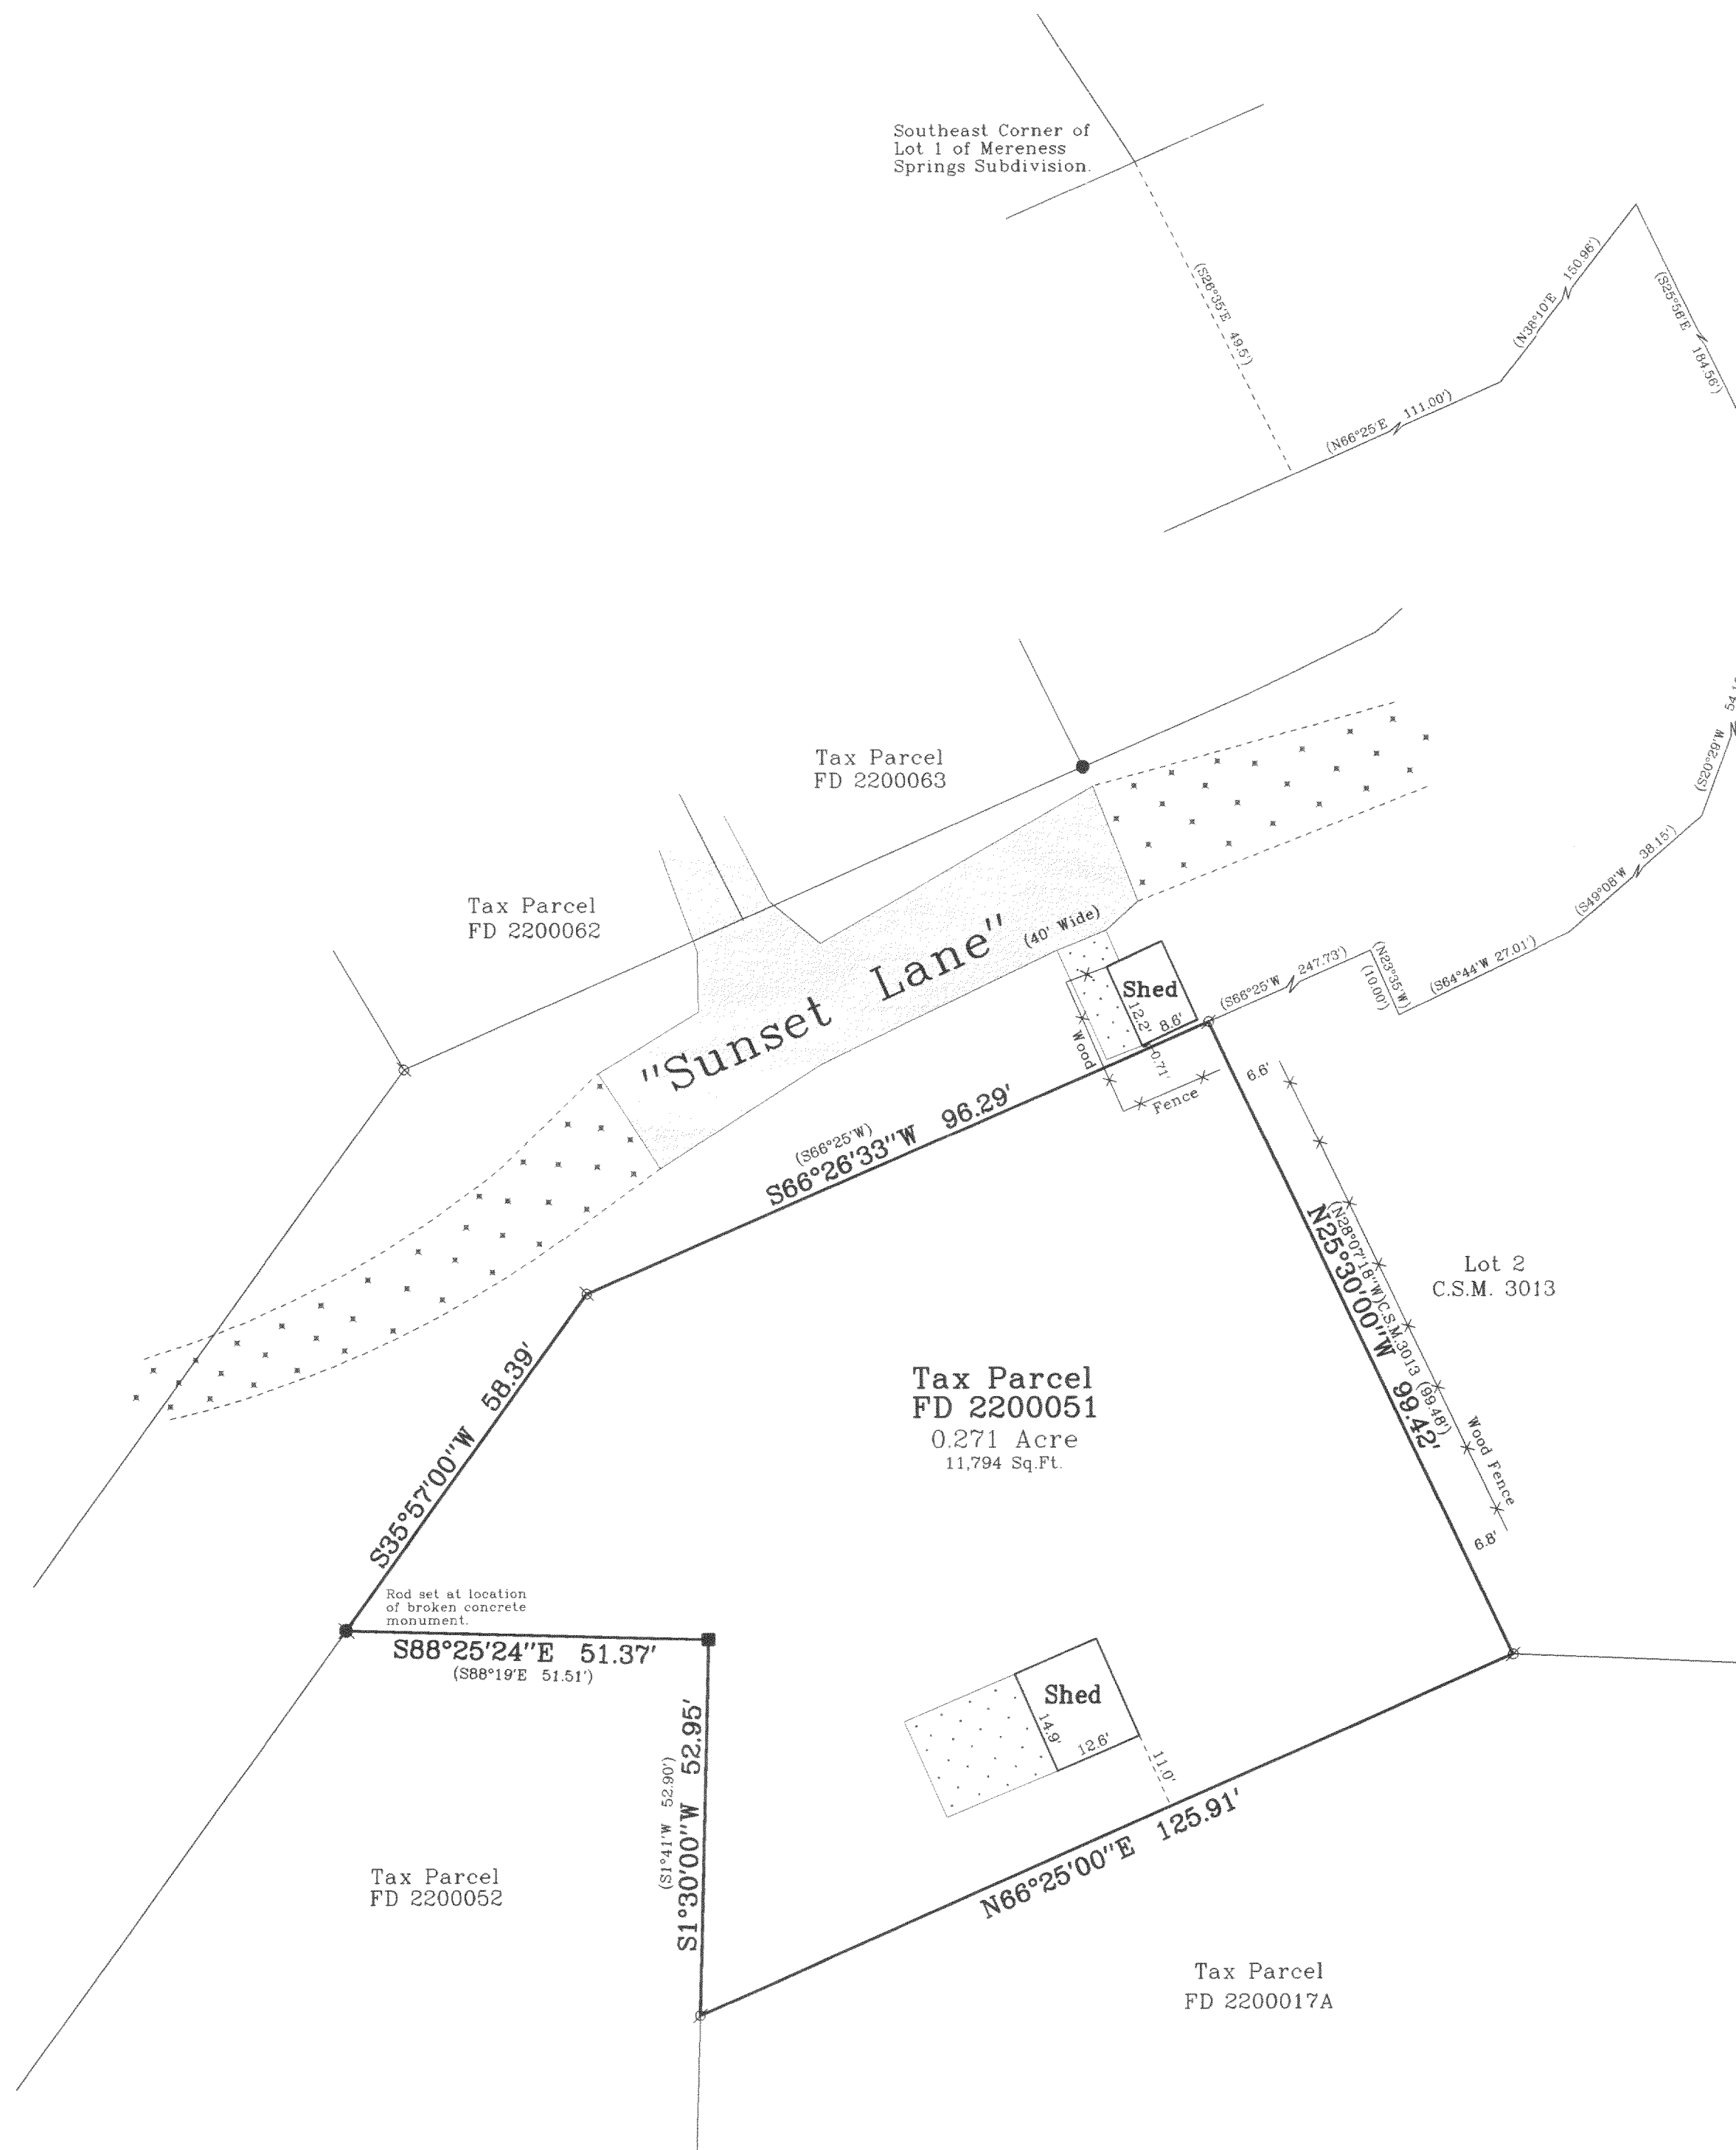 Southeast Corner of
Lot 1 of Mereness
Springs Subdivision.
(S26°35'E 49.5')
(N66°25'E 111.00')
(N38°10'E 150.96')
(S25°56'E 184.56')
Tax Parcel
FD 2200063
Tax Parcel
FD 2200062
"Sunset Lane"
(40' Wide)
Shed
12.2'
8.6'
0.71'
Wood
Fence
(S66°25'W 247.73')
(N23°35'W)
(10.00')
(S64°44'W 27.01')
(S49°08'W 38.15')
(S20°29'W
(S66°25'W)
S66°26'33"W 96.29'
6.6'
(N28°07'18"W)C.S.M.3013 (99.48')
N25°30'00"W 99.42'
Wood Fence
6.8'
Lot 2
C.S.M. 3013
Tax Parcel
FD 2200051
0.271 Acre
11,794 Sq.Ft.
S35°57'00"W 58.39'
Rod set at location
of broken concrete
monument.
S88°25'24"E 51.37'
(S88°19'E 51.51')
(S1°41'W 52.90')
S1°30'00"W 52.95'
Shed
14.9'
12.6'
11.0'
N66°25'00"E 125.91'
Tax Parcel
FD 2200052
Tax Parcel
FD 2200017A